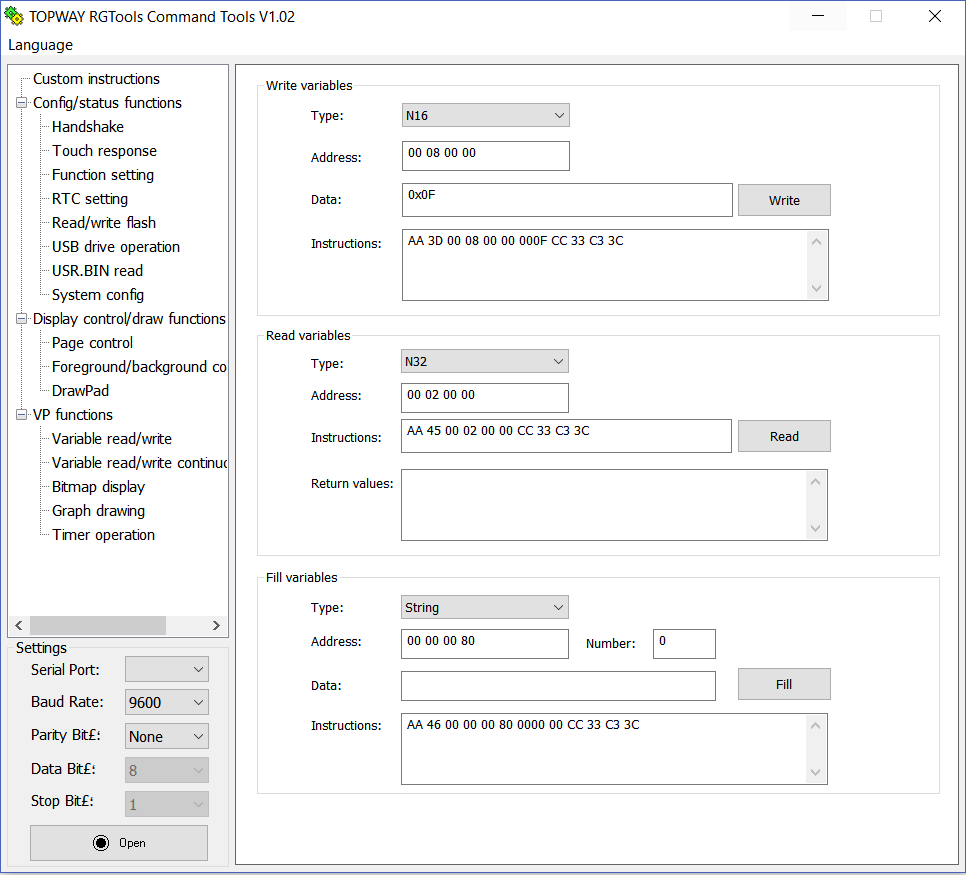 TOPWAY RGTools Command Tools V1.02
Language
Custom instructions
Config/status functions
Handshake
Touch response
Function setting
RTC setting
Read/write flash
USB drive operation
USR.BIN read
System config
Display control/draw functions
Page control
Foreground/background co
DrawPad
VP functions
Variable read/write
Variable read/write continuo
Bitmap display
Graph drawing
Timer operation
Settings
Serial Port:
Baud Rate: 9600
Parity Bit£: None
Data Bit£: 8
Stop Bit£: 1
Open
Write variables
Type: N16
Address: 00 08 00 00
Data: 0x0F Write
Instructions: AA 3D 00 08 00 00 000F CC 33 C3 3C
Read variables
Type: N32
Address: 00 02 00 00
Instructions: AA 45 00 02 00 00 CC 33 C3 3C Read
Return values:
Fill variables
Type: String
Address: 00 00 00 80 Number: 0
Data: Fill
Instructions: AA 46 00 00 00 80 0000 00 CC 33 C3 3C